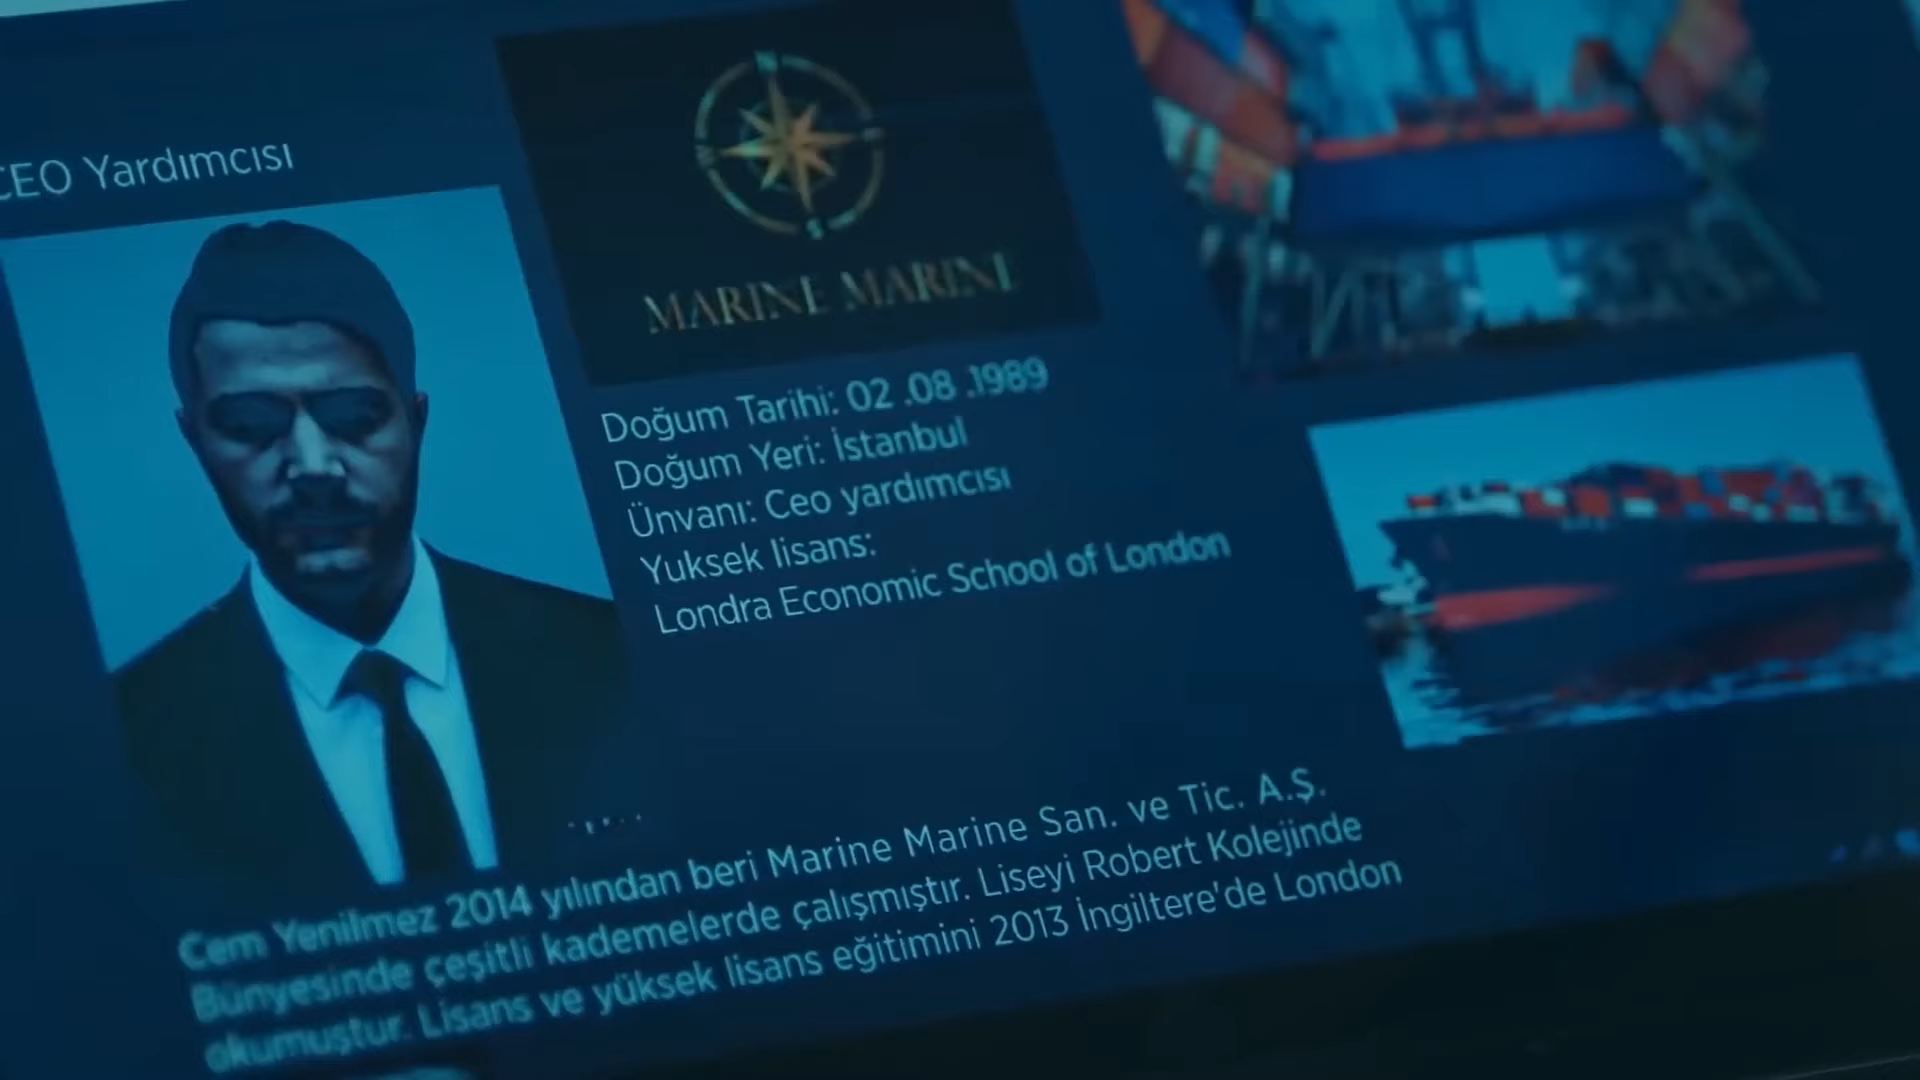 CEO Yardımcısı
MARINE MARINE
Doğum Tarihi: 02 .08 .1989
Doğum Yeri: İstanbul
Ünvanı: Ceo yardımcısı
Yuksek lisans:
Londra Economic School of London
Cem Yenilmez 2014 yılından beri Marine Marine San. ve Tic. A.Ş.
Bünyesinde çeşitli kademelerde çalışmıştır. Liseyi Robert Kolejinde
okumuştur. Lisans ve yüksek lisans eğitimini 2013 İngiltere'de London